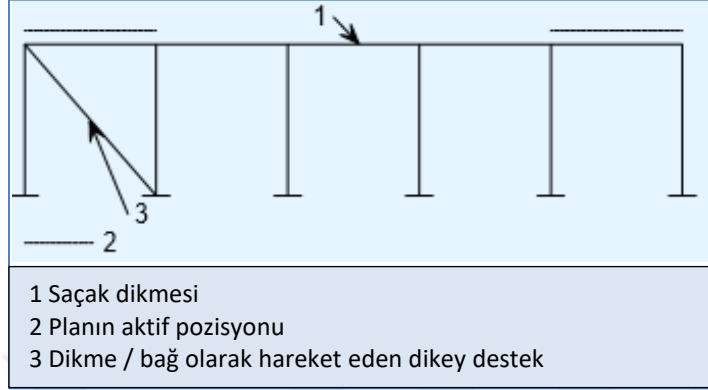 1
3
2
1 Saçak dikmesi
2 Planın aktif pozisyonu
3 Dikme / bağ olarak hareket eden dikey destek